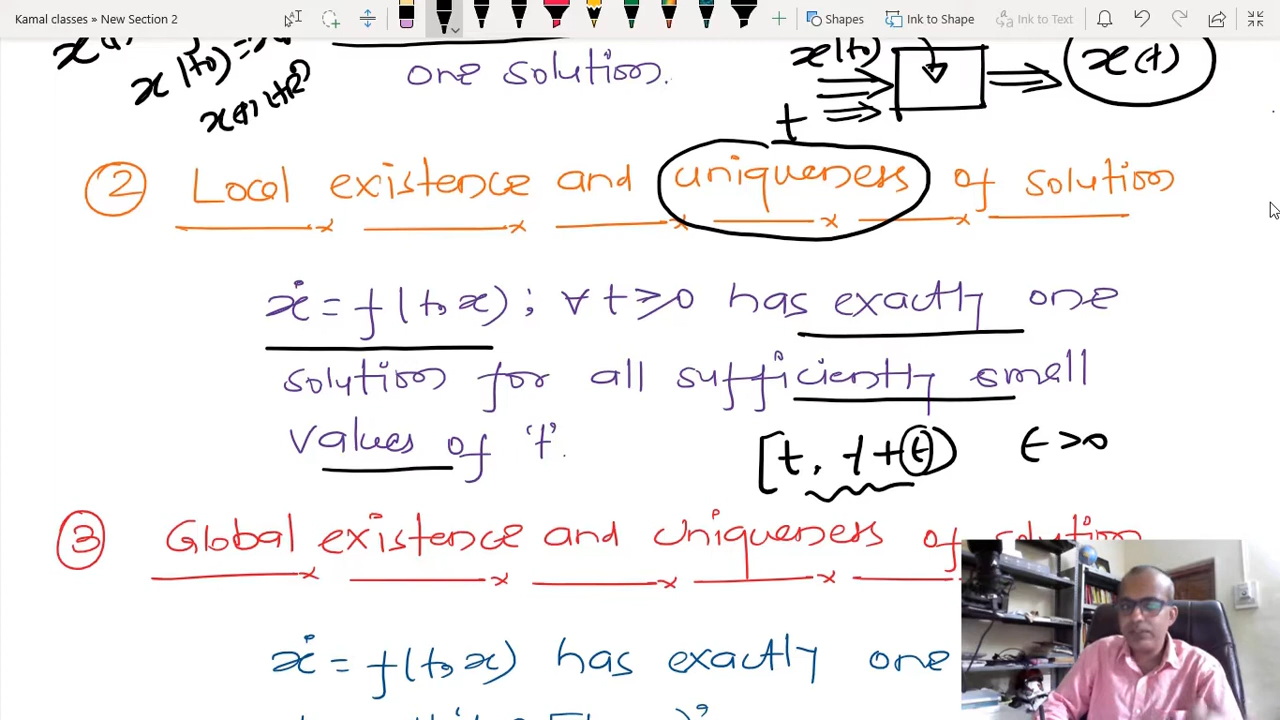 Kamal classes » New Section 2
Shapes
Ink to Shape
Ink to Text
x(t0) =
x(t0)
x(t)
one solution.
t
② Local existence and uniqueness of solution
ẋ = f(t, x) ; ∀ t ≥ 0 has exactly one
solution for all sufficiently small
values of 't'.
[t, t+ϵ) ϵ > 0
③ Global existence and uniqueness of solution
ẋ = f(t, x) has exactly one